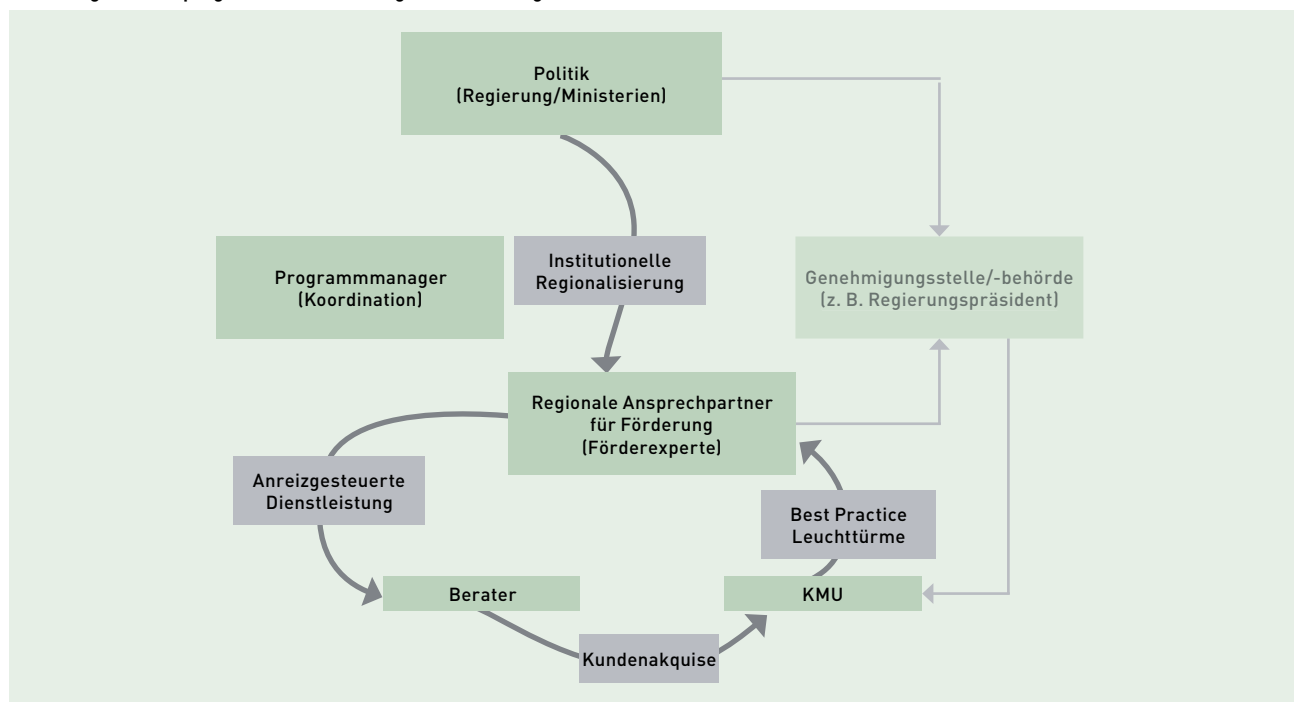 Politik
(Regierung/Ministerien)
Programmmanager
(Koordination)
Institutionelle
Regionalisierung
Genehmigungsstelle/-behörde
(z. B. Regierungspräsident)
Regionale Ansprechpartner
für Förderung
(Förderexperte)
Anreizgesteuerte
Dienstleistung
Best Practice
Leuchttürme
Berater
KMU
Kundenakquise